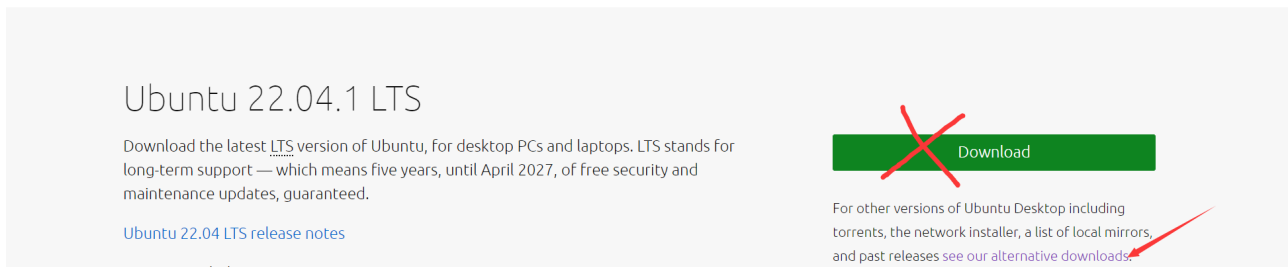 Ubuntu 22.04.1 LTS
Download the latest LTS version of Ubuntu, for desktop PCs and laptops. LTS stands for
long-term support — which means five years, until April 2027, of free security and
maintenance updates, guaranteed.
Ubuntu 22.04 LTS release notes
Download
For other versions of Ubuntu Desktop including
torrents, the network installer, a list of local mirrors,
and past releases see our alternative downloads.